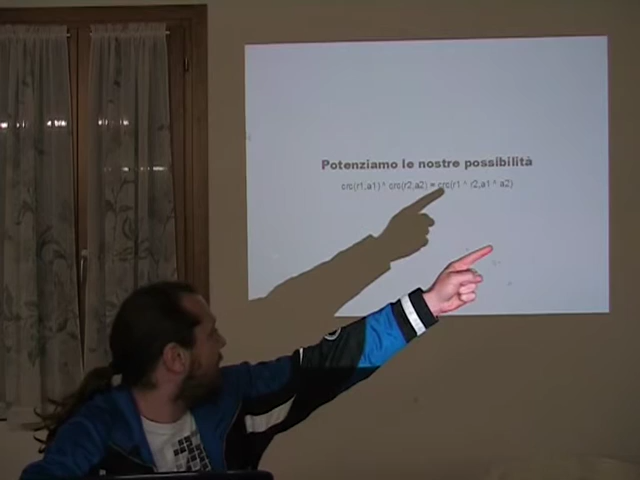 Potenziamo le nostre possibilità
crc(r1,a1) ^ crc(r2,a2) = crc(r1 ^ r2,a1 ^ a2)